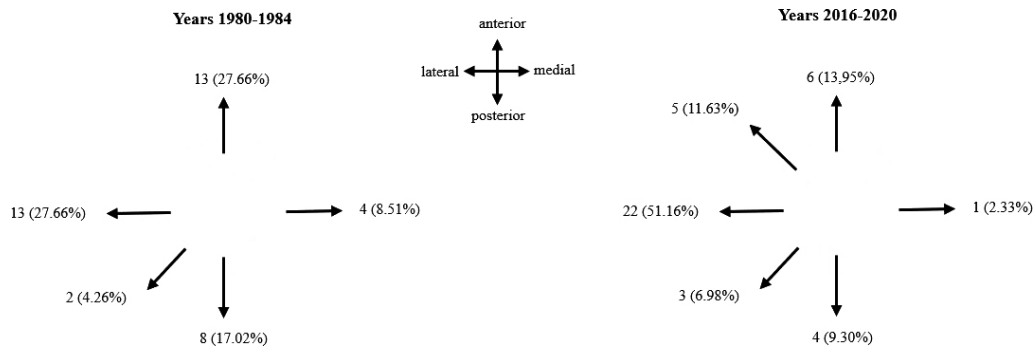 Years 1980-1984
anterior
lateral
medial
posterior
13 (27.66%)
13 (27.66%)
4 (8.51%)
2 (4.26%)
8 (17.02%)
Years 2016-2020
6 (13,95%)
5 (11.63%)
22 (51.16%)
1 (2.33%)
3 (6.98%)
4 (9.30%)